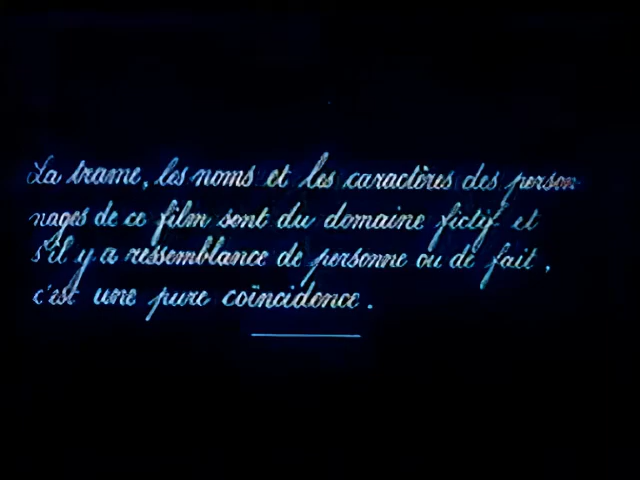 La trame, les noms et les caractères des person-
nages de ce film sont du domaine fictif et
s'il y a ressemblance de personne ou de fait,
c'est une pure coïncidence.